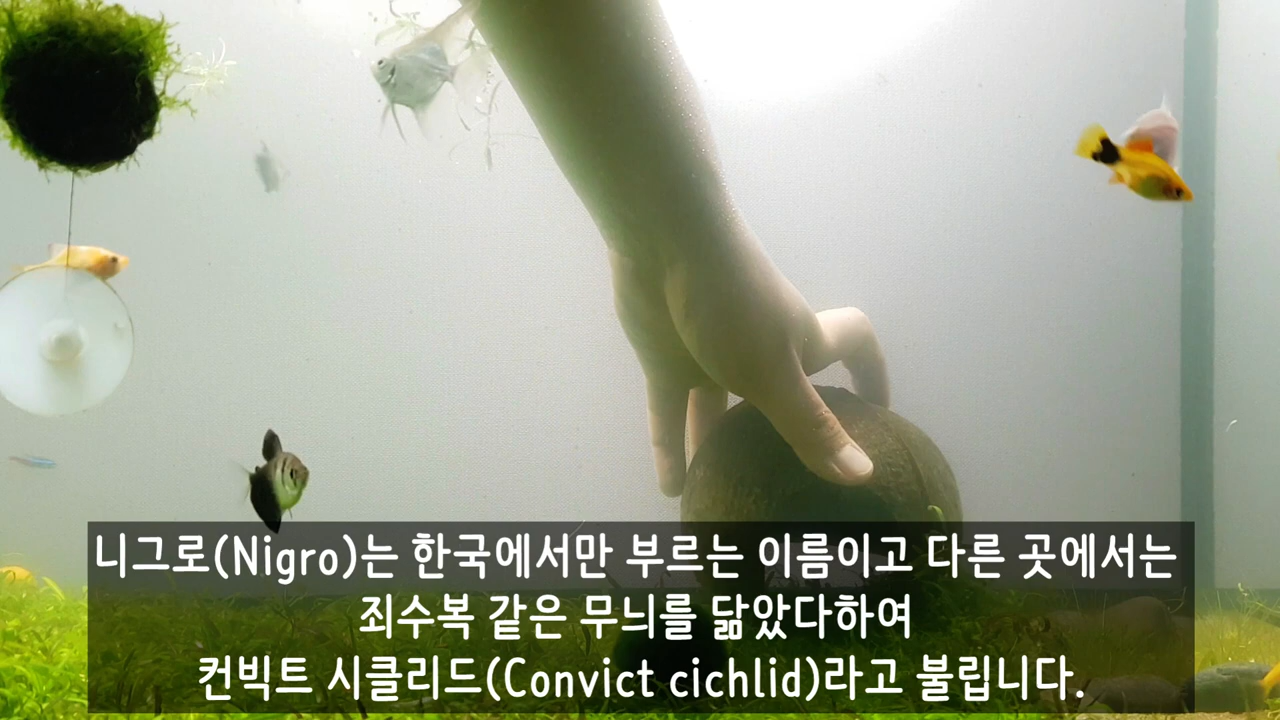 니그로(Nigro)는 한국에서만 부르는 이름이고 다른 곳에서는
죄수복 같은 무늬를 닮았다하여
컨빅트 시클리드(Convict cichlid)라고 불립니다.